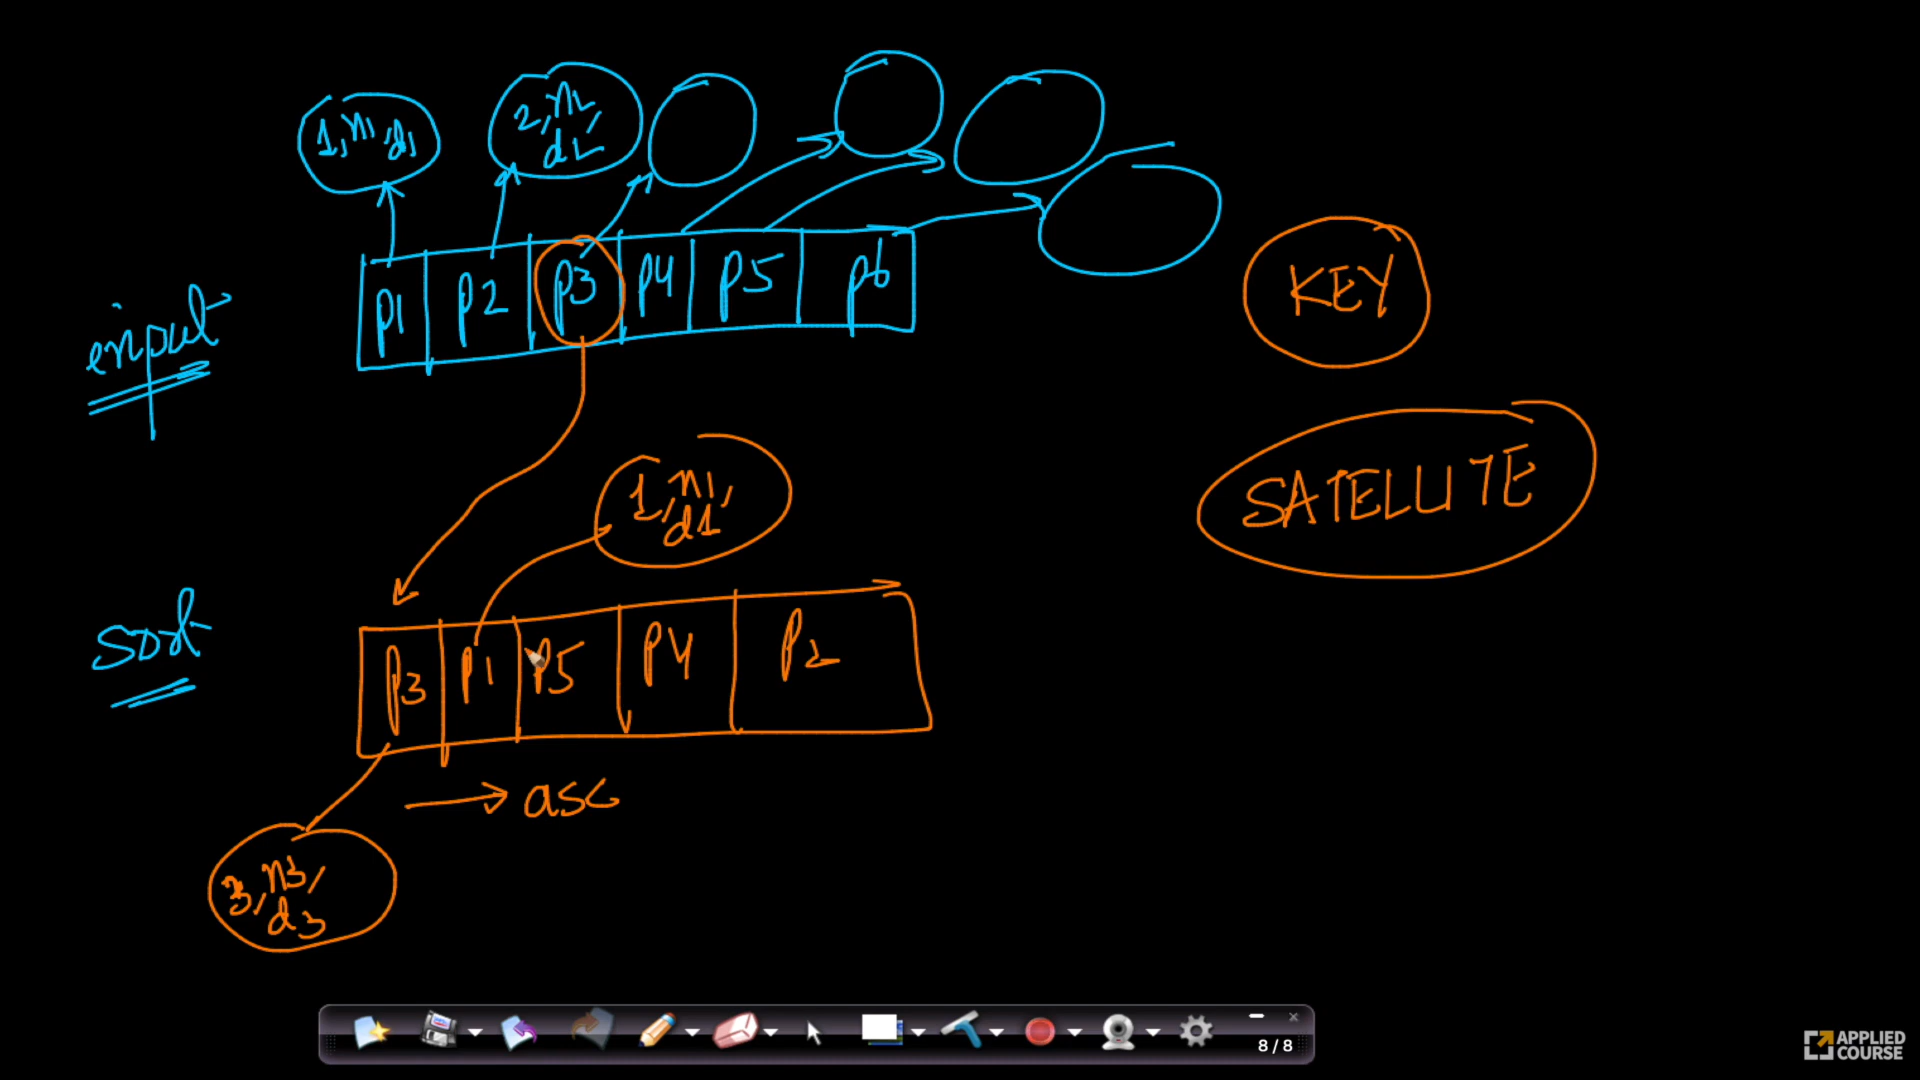 1, n1, d1
2, n2,
d2
input
p1 p2 p3 p4 p5 p6
KEY
SATELLITE
1, n1,
d1
sort
p3 p1 p5 p4 p2
→ asc
3, n3,
d3
8/8
APPLIED
COURSE